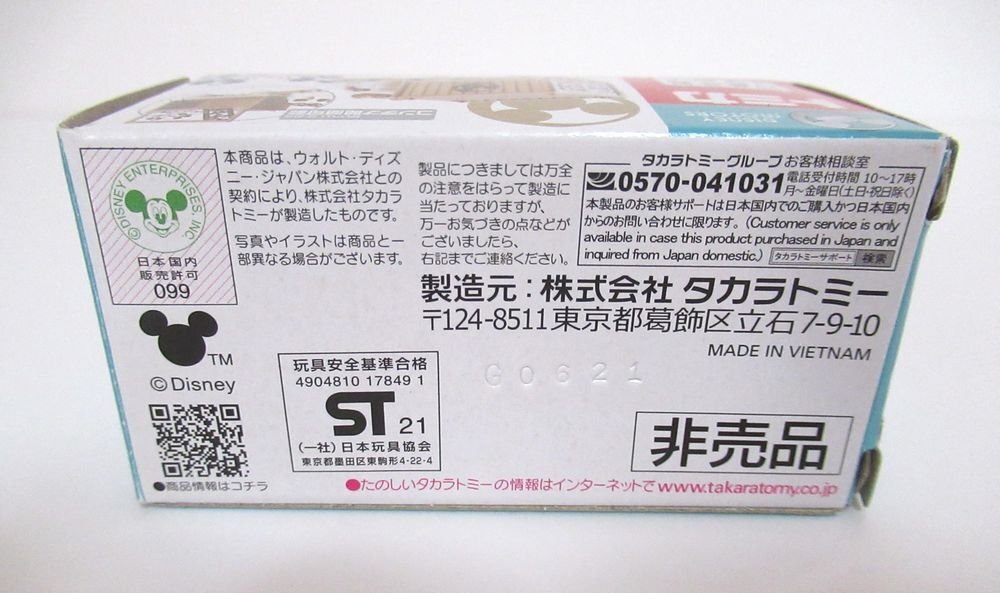 ©DISNEY ENTERPRISES, INC.
日本国内
販売許可
099
TM
©Disney
●商品情報はコチラ
本商品は、ウォルト・ディズ
ニー・ジャパン株式会社との
契約により、株式会社タカラ
トミーが製造したものです。
写真やイラストは商品と一
部異なる場合がございます。
製品につきましては万全
の注意をはらって製造に
当たっておりますが、
万一お気づきの点などが
ございましたら、
右記までご連絡ください。
タカラトミーグループ お客様相談室
0570-041031
電話受付時間 10〜17時
月〜金曜日(土・日・祝日除く)
本製品のお客様サポートは日本国内でのご購入かつ日本国内
からのお問い合わせに限ります。(Customer service is only
available in case this product purchased in Japan and
inquired from Japan domestic.)
タカラトミーサポート 検索
製造元:株式会社 タカラトミー
〒124-8511東京都葛飾区立石7-9-10
MADE IN VIETNAM
玩具安全基準合格
4904810 17849 1
ST 21
(一社)日本玩具協会
東京都墨田区東駒形4-22-4
G0621
非売品
●たのしいタカラトミーの情報はインターネットで www.takaratomy.co.jp